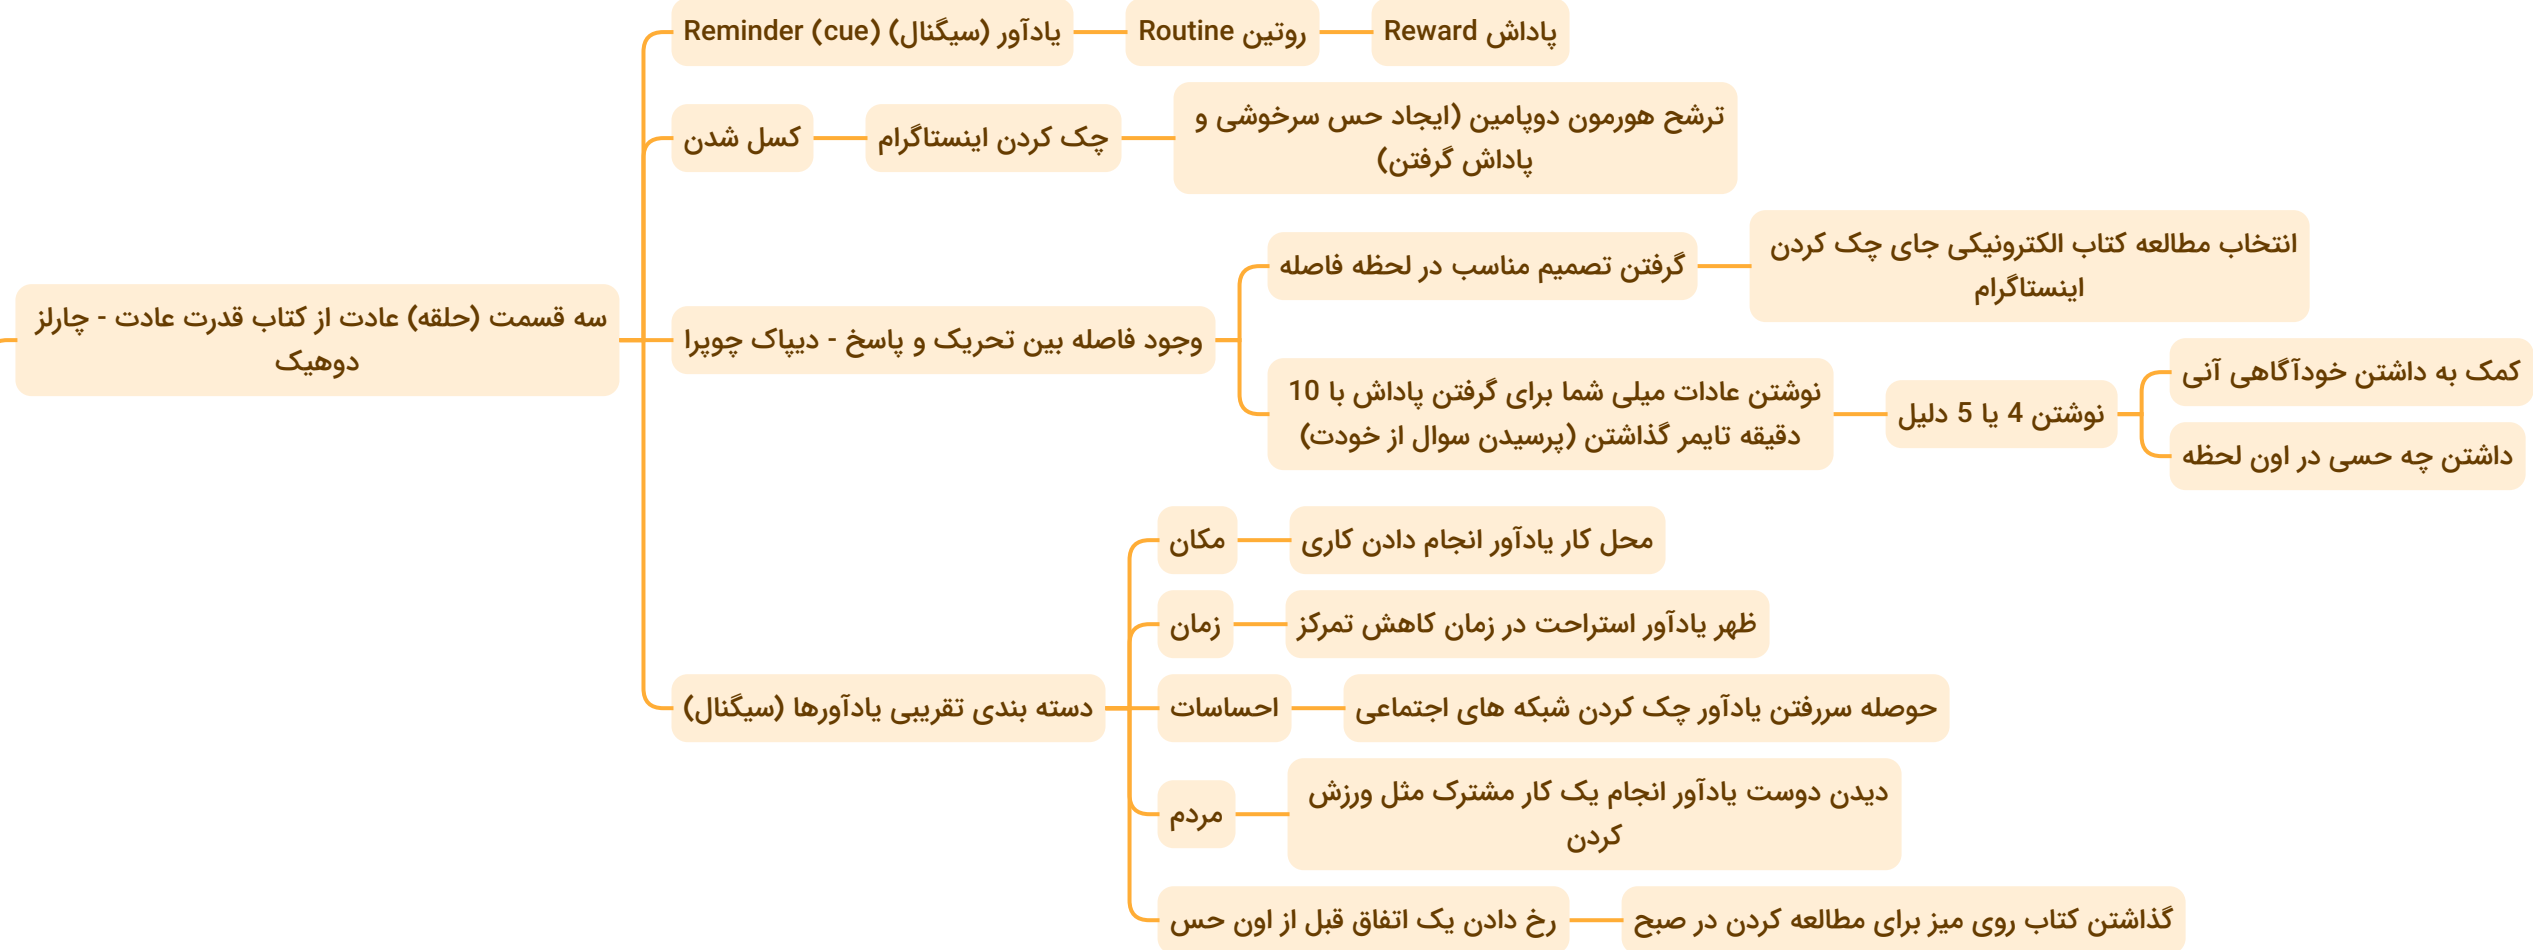 یادآور (سیگنال) Reminder (cue)
روتین Routine
پاداش Reward
کسل شدن
چک کردن اینستاگرام
ترشح هورمون دوپامین (ایجاد حس سرخوشی و
پاداش گرفتن)
سه قسمت (حلقه) عادت از کتاب قدرت عادت - چارلز
دوهیک
وجود فاصله بین تحریک و پاسخ - دیپاک چوپرا
گرفتن تصمیم مناسب در لحظه فاصله
انتخاب مطالعه کتاب الکترونیکی جای چک کردن
اینستاگرام
نوشتن عادات میلی شما برای گرفتن پاداش با 10
دقیقه تایمر گذاشتن (پرسیدن سوال از خودت)
نوشتن 4 یا 5 دلیل
کمک به داشتن خودآگاهی آنی
داشتن چه حسی در اون لحظه
دسته بندی تقریبی یادآورها (سیگنال)
مکان
محل کار یادآور انجام دادن کاری
زمان
ظهر یادآور استراحت در زمان کاهش تمرکز
احساسات
حوصله سررفتن یادآور چک کردن شبکه های اجتماعی
مردم
دیدن دوست یادآور انجام یک کار مشترک مثل ورزش
کردن
رخ دادن یک اتفاق قبل از اون حس
گذاشتن کتاب روی میز برای مطالعه کردن در صبح